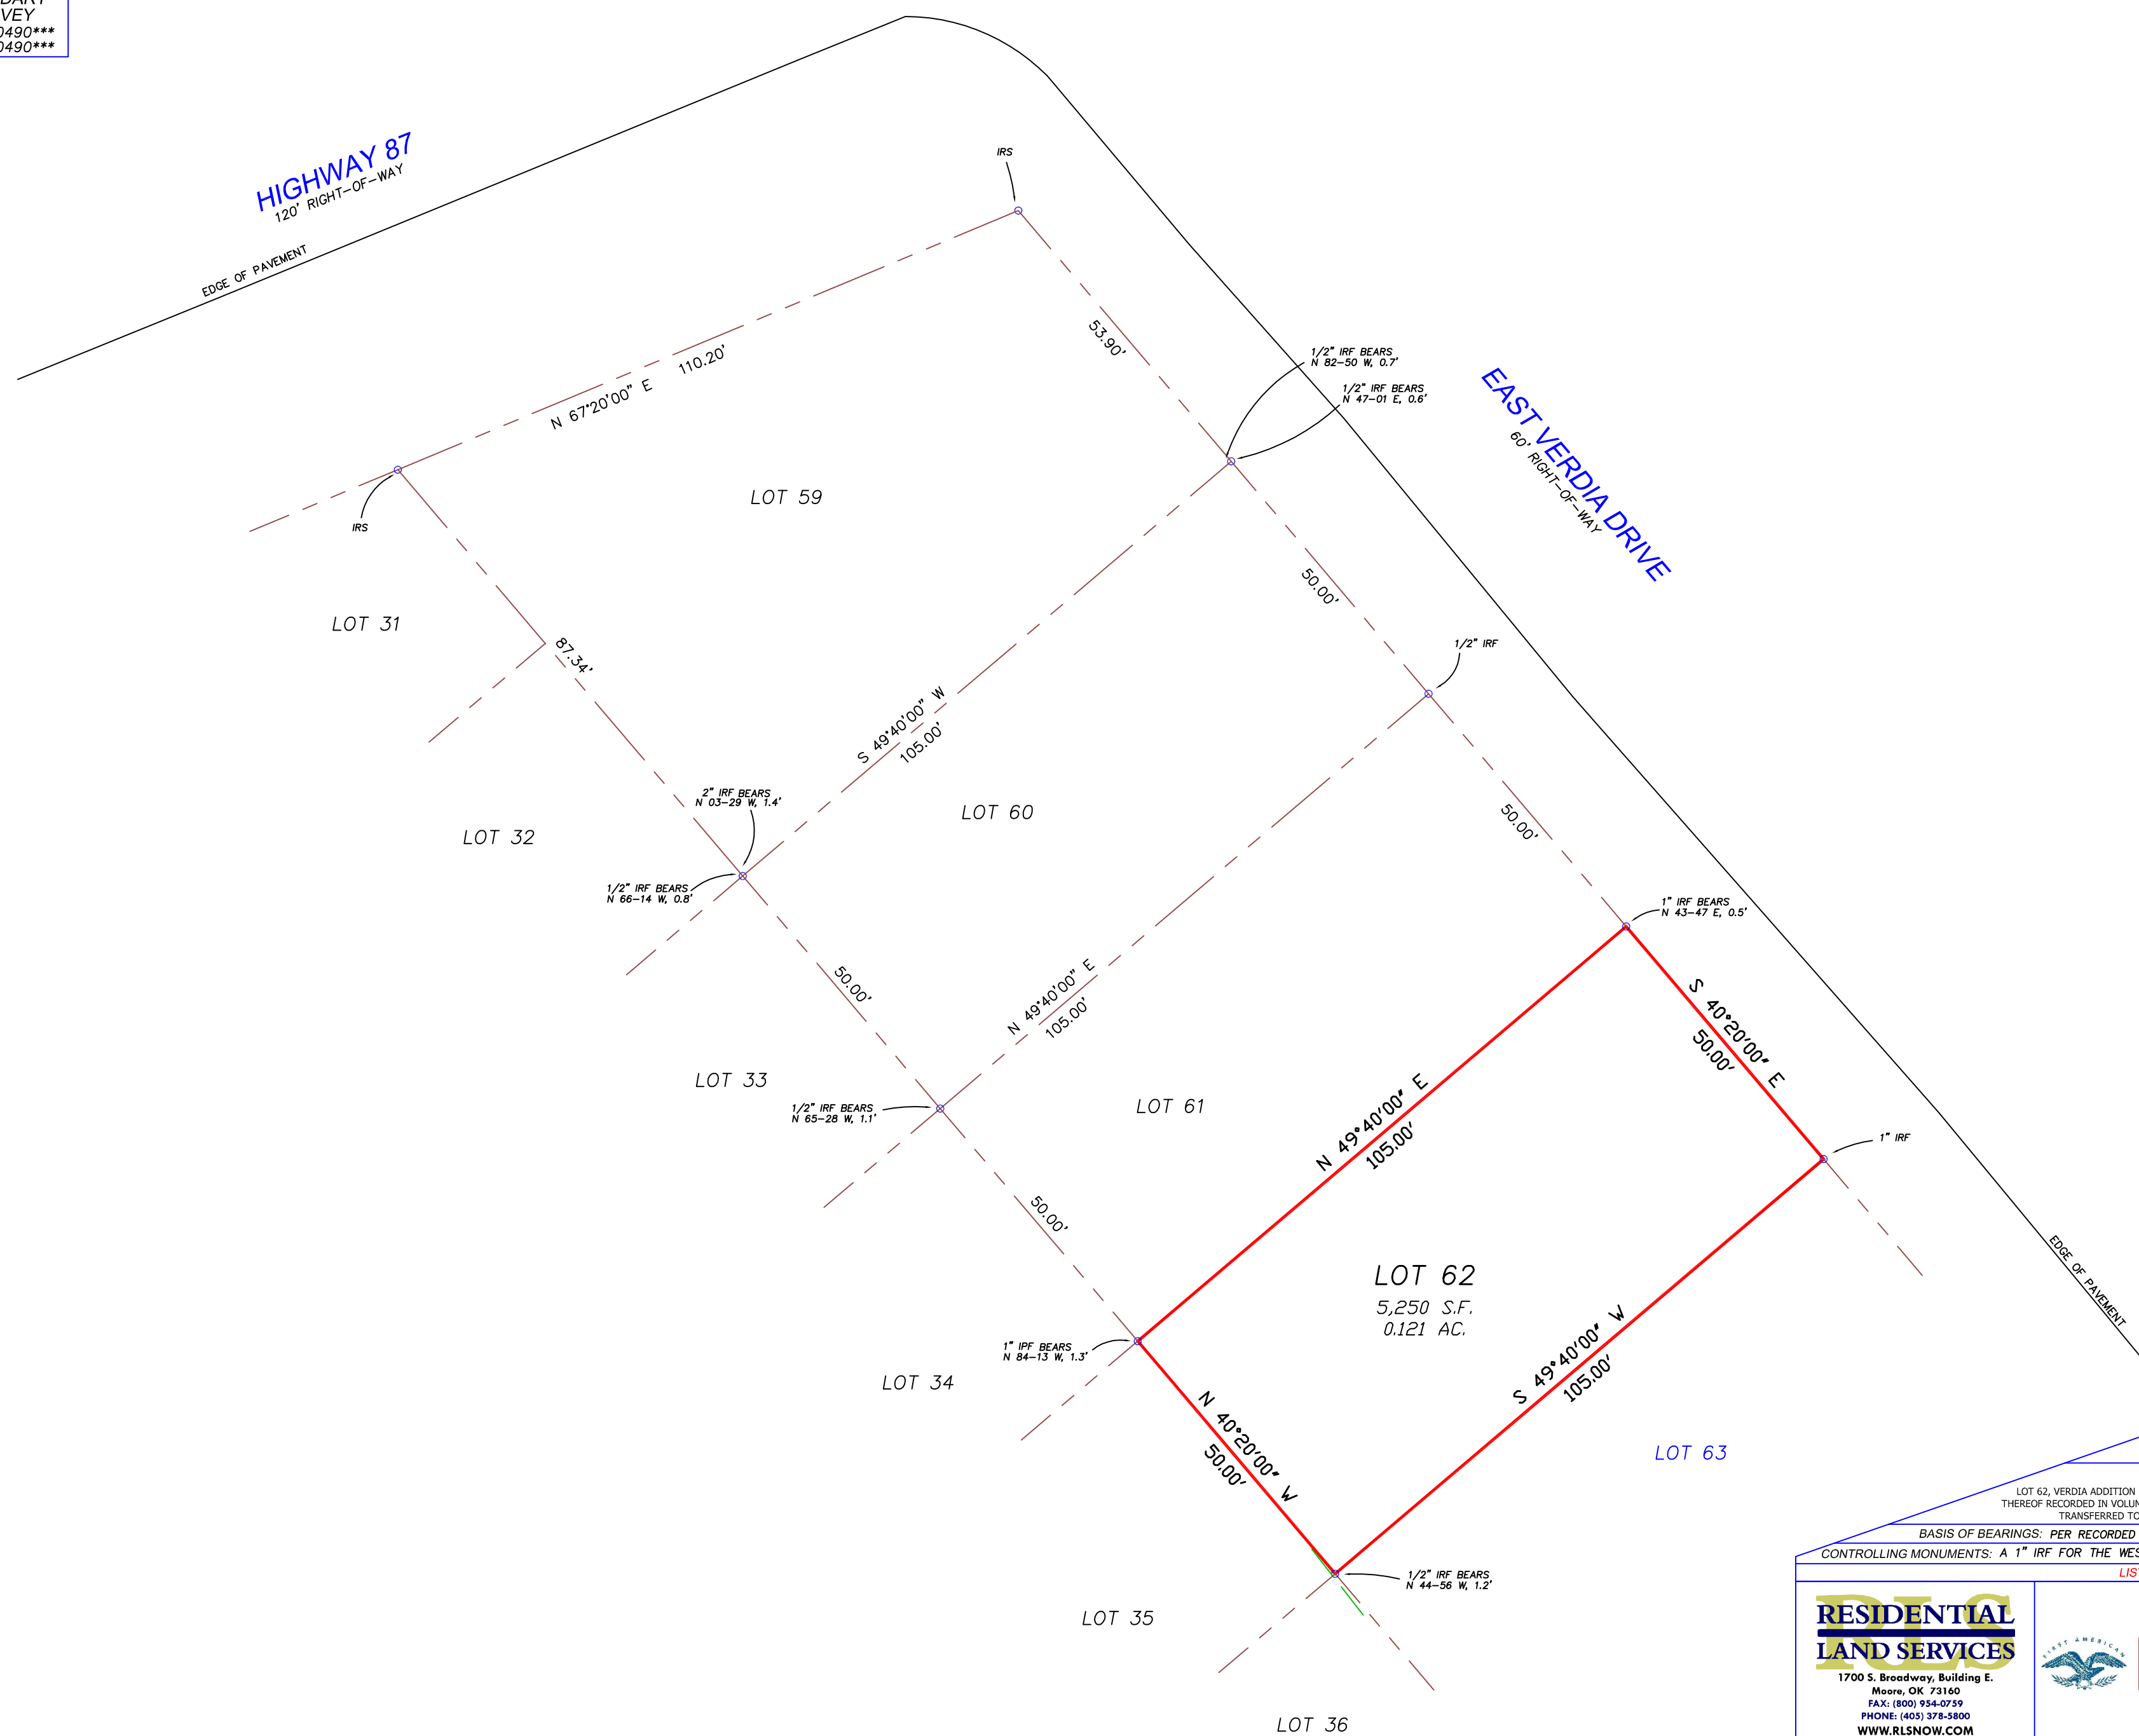 VEY
0490***
0490***
HIGHWAY 87
120' RIGHT-OF-WAY
EDGE OF PAVEMENT
IRS
53.90'
1/2" IRF BEARS
N 82-50 W, 0.7'
1/2" IRF BEARS
N 47-01 E, 0.6'
EAST VERDIA DRIVE
60' RIGHT-OF-WAY
N 67°20'00" E 110.20'
IRS
LOT 59
50.00'
LOT 31
87.34'
1/2" IRF
S 49°40'00" W
105.00'
2" IRF BEARS
N 03-29 W, 1.4'
LOT 60
50.00'
LOT 32
1/2" IRF BEARS
N 66-14 W, 0.8'
1" IRF BEARS
N 43-47 E, 0.5'
50.00'
N 49°40'00" E
105.00'
S 40°20'00" E
50.00'
LOT 33
1/2" IRF BEARS
N 65-28 W, 1.1'
LOT 61
N 49°40'00" E
105.00'
1" IRF
50.00'
LOT 62
5,250 S.F.
0.121 AC.
EDGE OF PAVEMENT
1" IPF BEARS
N 84-13 W, 1.3'
LOT 34
S 49°40'00" W
105.00'
N 40°20'00" W
50.00'
LOT 63
1/2" IRF BEARS
N 44-56 W, 1.2'
LOT 35
LOT 36
LOT 62, VERDIA ADDITION
THEREOF RECORDED IN VOLUM
TRANSFERRED TO
BASIS OF BEARINGS: PER RECORDED
CONTROLLING MONUMENTS: A 1" IRF FOR THE WES
LIS
RLS
RESIDENTIAL
LAND SERVICES
1700 S. Broadway, Building E.
Moore, OK 73160
FAX: (800) 954-0759
PHONE: (405) 378-5800
WWW.RLSNOW.COM
FIRST AMERICAN